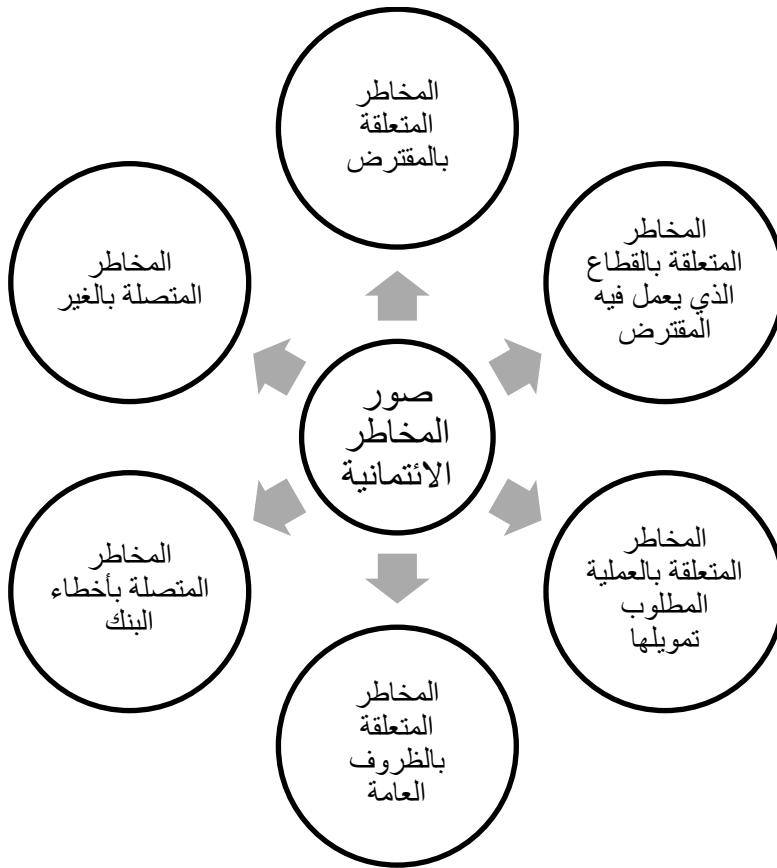 المخاطر
المتعلقة
بالمقترض
المخاطر
المتعلقة بالقطاع
الذي يعمل فيه
المقترض
المخاطر
المتعلقة بالعملية
المطلوب
تمويلها
المخاطر
المتعلقة
بالظروف
العامة
المخاطر
المتصلة بأخطاء
البنك
المخاطر
المتصلة بالغير
صور
المخاطر
الائتمانية